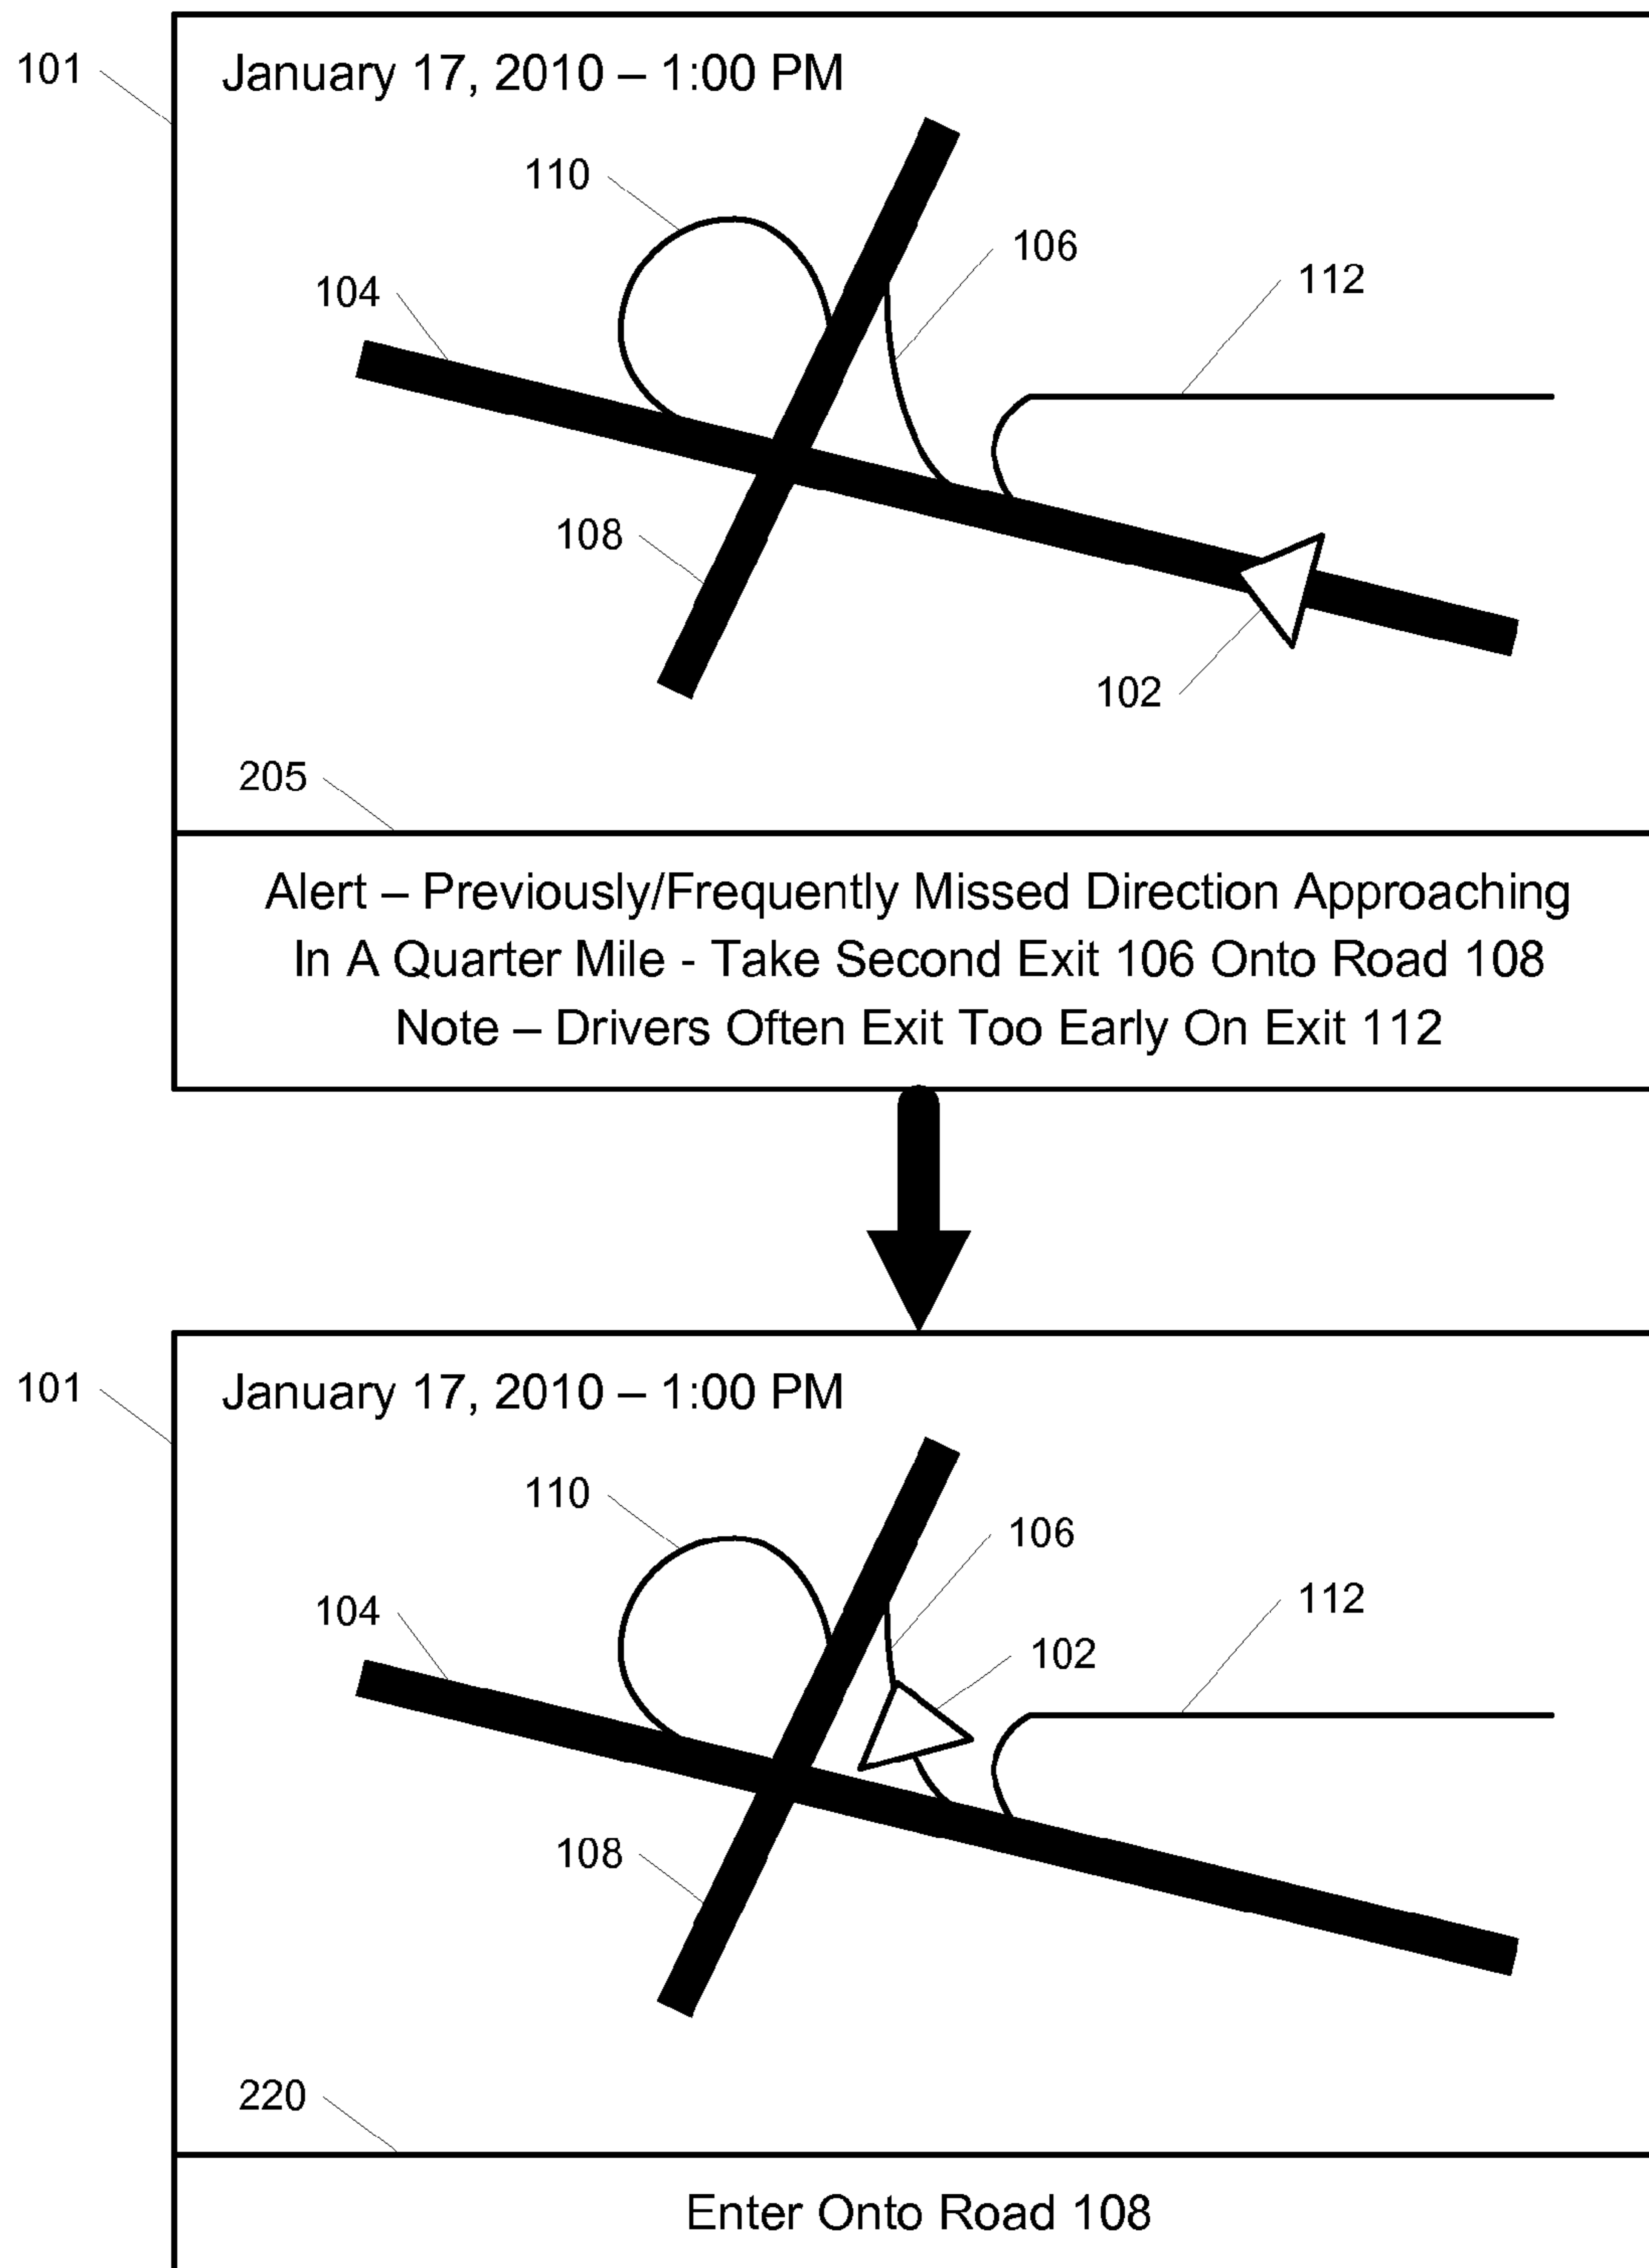 101
January 17, 2010 – 1:00 PM
110
106
112
104
108
102
205
Alert – Previously/Frequently Missed Direction Approaching
In A Quarter Mile - Take Second Exit 106 Onto Road 108
Note – Drivers Often Exit Too Early On Exit 112
101
January 17, 2010 – 1:00 PM
110
106
112
104
102
108
220
Enter Onto Road 108